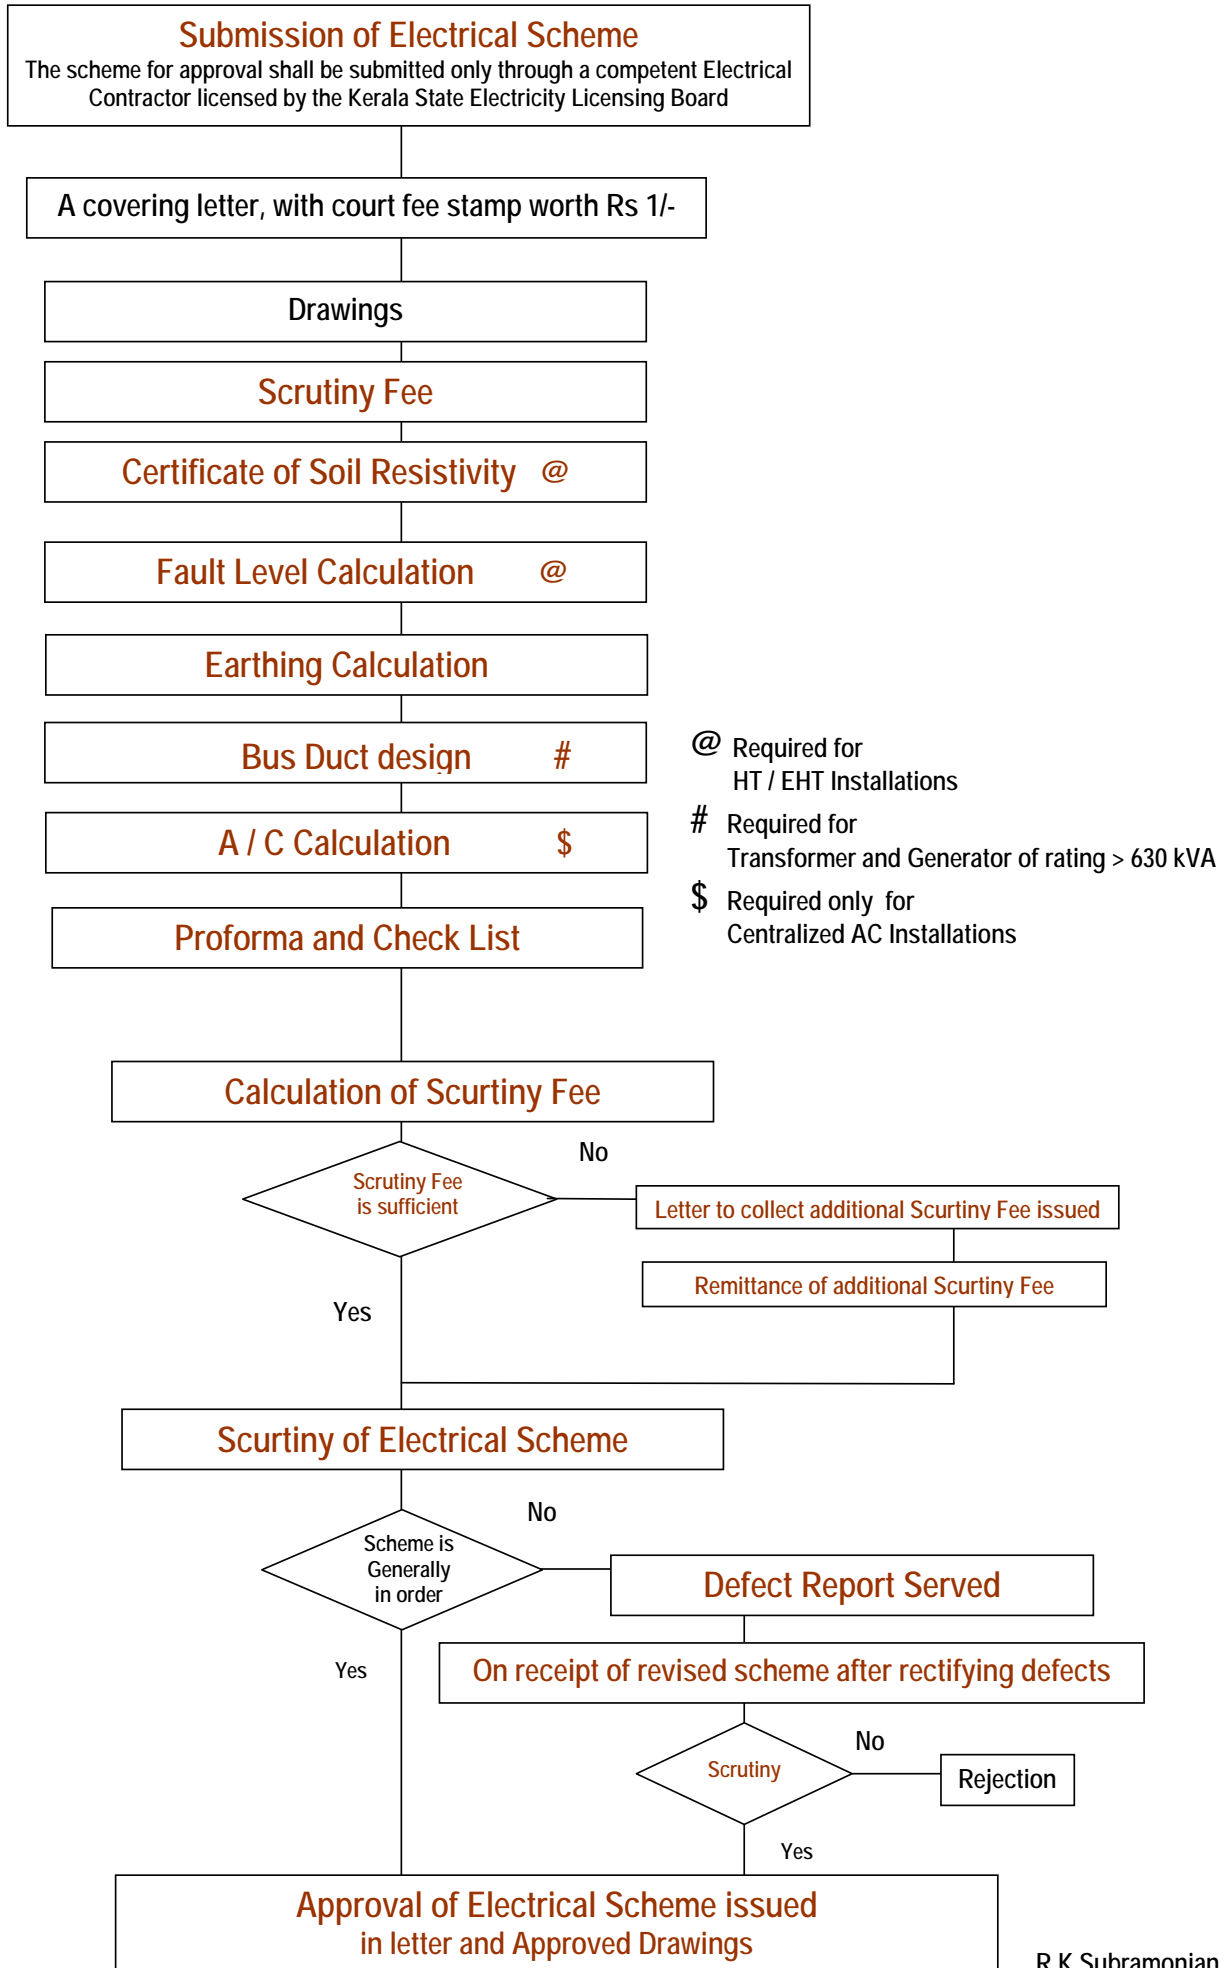 Submission of Electrical Scheme
The scheme for approval shall be submitted only through a competent Electrical
Contractor licensed by the Kerala State Electricity Licensing Board
A covering letter, with court fee stamp worth Rs 1/-
Drawings
Scrutiny Fee
Certificate of Soil Resistivity @
Fault Level Calculation @
Earthing Calculation
Bus Duct design #
A / C Calculation $
Proforma and Check List
@ Required for
HT / EHT Installations
# Required for
Transformer and Generator of rating > 630 kVA
$ Required only for
Centralized AC Installations
Calculation of Scurtiny Fee
Scrutiny Fee
is sufficient
No
Letter to collect additional Scurtiny Fee issued
Remittance of additional Scurtiny Fee
Yes
Scurtiny of Electrical Scheme
Scheme is
Generally
in order
No
Defect Report Served
Yes
On receipt of revised scheme after rectifying defects
Scrutiny
No
Rejection
Yes
Approval of Electrical Scheme issued
in letter and Approved Drawings
R.K.Subramonian